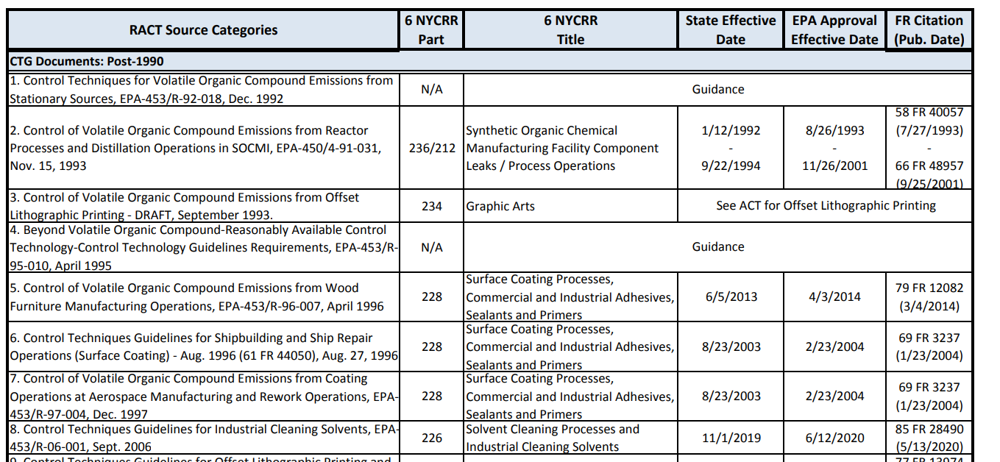 RACT Source Categories
6 NYCRR
Part
6 NYCRR
Title
State Effective
Date
EPA Approval
Effective Date
FR Citation
(Pub. Date)
CTG Documents: Post-1990
1. Control Techniques for Volatile Organic Compound Emissions from
Stationary Sources, EPA-453/R-92-018, Dec. 1992
N/A
Guidance
2. Control of Volatile Organic Compound Emissions from Reactor
Processes and Distillation Operations in SOCMI, EPA-450/4-91-031,
Nov. 15, 1993
236/212
Synthetic Organic Chemical
Manufacturing Facility Component
Leaks / Process Operations
1/12/1992
-
9/22/1994
8/26/1993
-
11/26/2001
58 FR 40057
(7/27/1993)
-
66 FR 48957
(9/25/2001)
3. Control of Volatile Organic Compound Emissions from Offset
Lithographic Printing - DRAFT, September 1993.
234
Graphic Arts
See ACT for Offset Lithographic Printing
4. Beyond Volatile Organic Compound-Reasonably Available Control
Technology-Control Technology Guidelines Requirements, EPA-453/R-
95-010, April 1995
N/A
Guidance
5. Control of Volatile Organic Compound Emissions from Wood
Furniture Manufacturing Operations, EPA-453/R-96-007, April 1996
228
Surface Coating Processes,
Commercial and Industrial Adhesives,
Sealants and Primers
6/5/2013
4/3/2014
79 FR 12082
(3/4/2014)
6. Control Techniques Guidelines for Shipbuilding and Ship Repair
Operations (Surface Coating) - Aug. 1996 (61 FR 44050), Aug. 27, 1996
228
Surface Coating Processes,
Commercial and Industrial Adhesives,
Sealants and Primers
8/23/2003
2/23/2004
69 FR 3237
(1/23/2004)
7. Control of Volatile Organic Compound Emissions from Coating
Operations at Aerospace Manufacturing and Rework Operations, EPA-
453/R-97-004, Dec. 1997
228
Surface Coating Processes,
Commercial and Industrial Adhesives,
Sealants and Primers
8/23/2003
2/23/2004
69 FR 3237
(1/23/2004)
8. Control Techniques Guidelines for Industrial Cleaning Solvents, EPA-
453/R-06-001, Sept. 2006
226
Solvent Cleaning Processes and
Industrial Cleaning Solvents
11/1/2019
6/12/2020
85 FR 28490
(5/13/2020)
9. Control Techniques Guidelines for Offset Lithographic Printing and
77 FR 13974